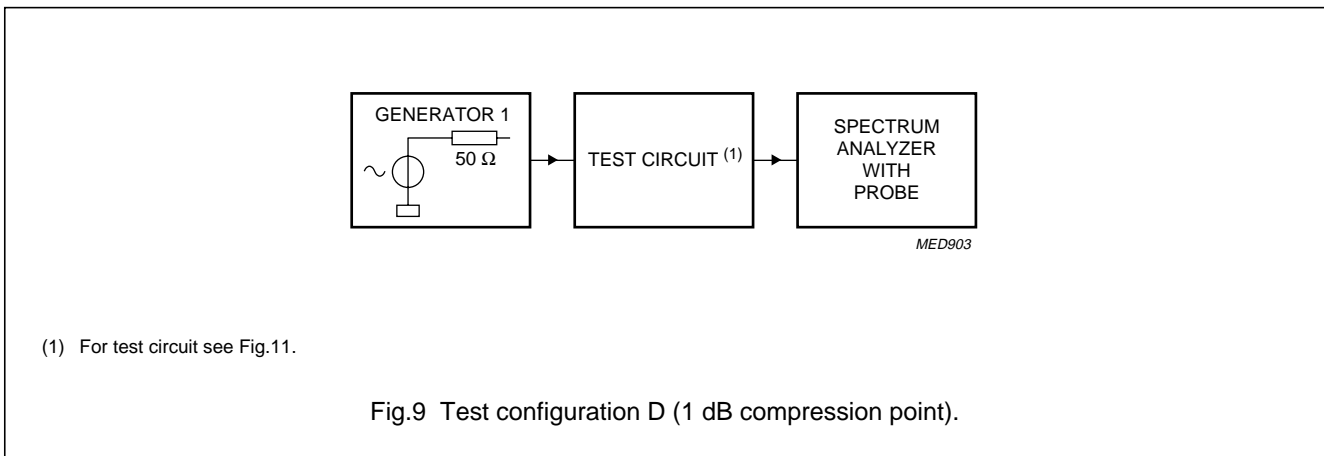 GENERATOR 1
50 Ω
TEST CIRCUIT (1)
SPECTRUM
ANALYZER
WITH
PROBE
MED903
(1) For test circuit see Fig.11.
Fig.9 Test configuration D (1 dB compression point).